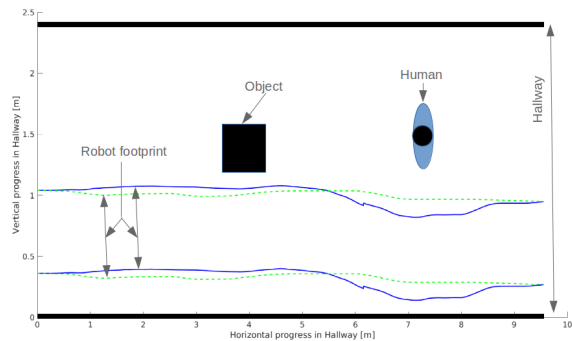 2.5
2
1.5
1
0.5
0
Vertical progress in Hallway [m]
Object
Human
Hallway
Robot footprint
0 1 2 3 4 5 6 7 8 9 10
Horizontal progress in Hallway [m]